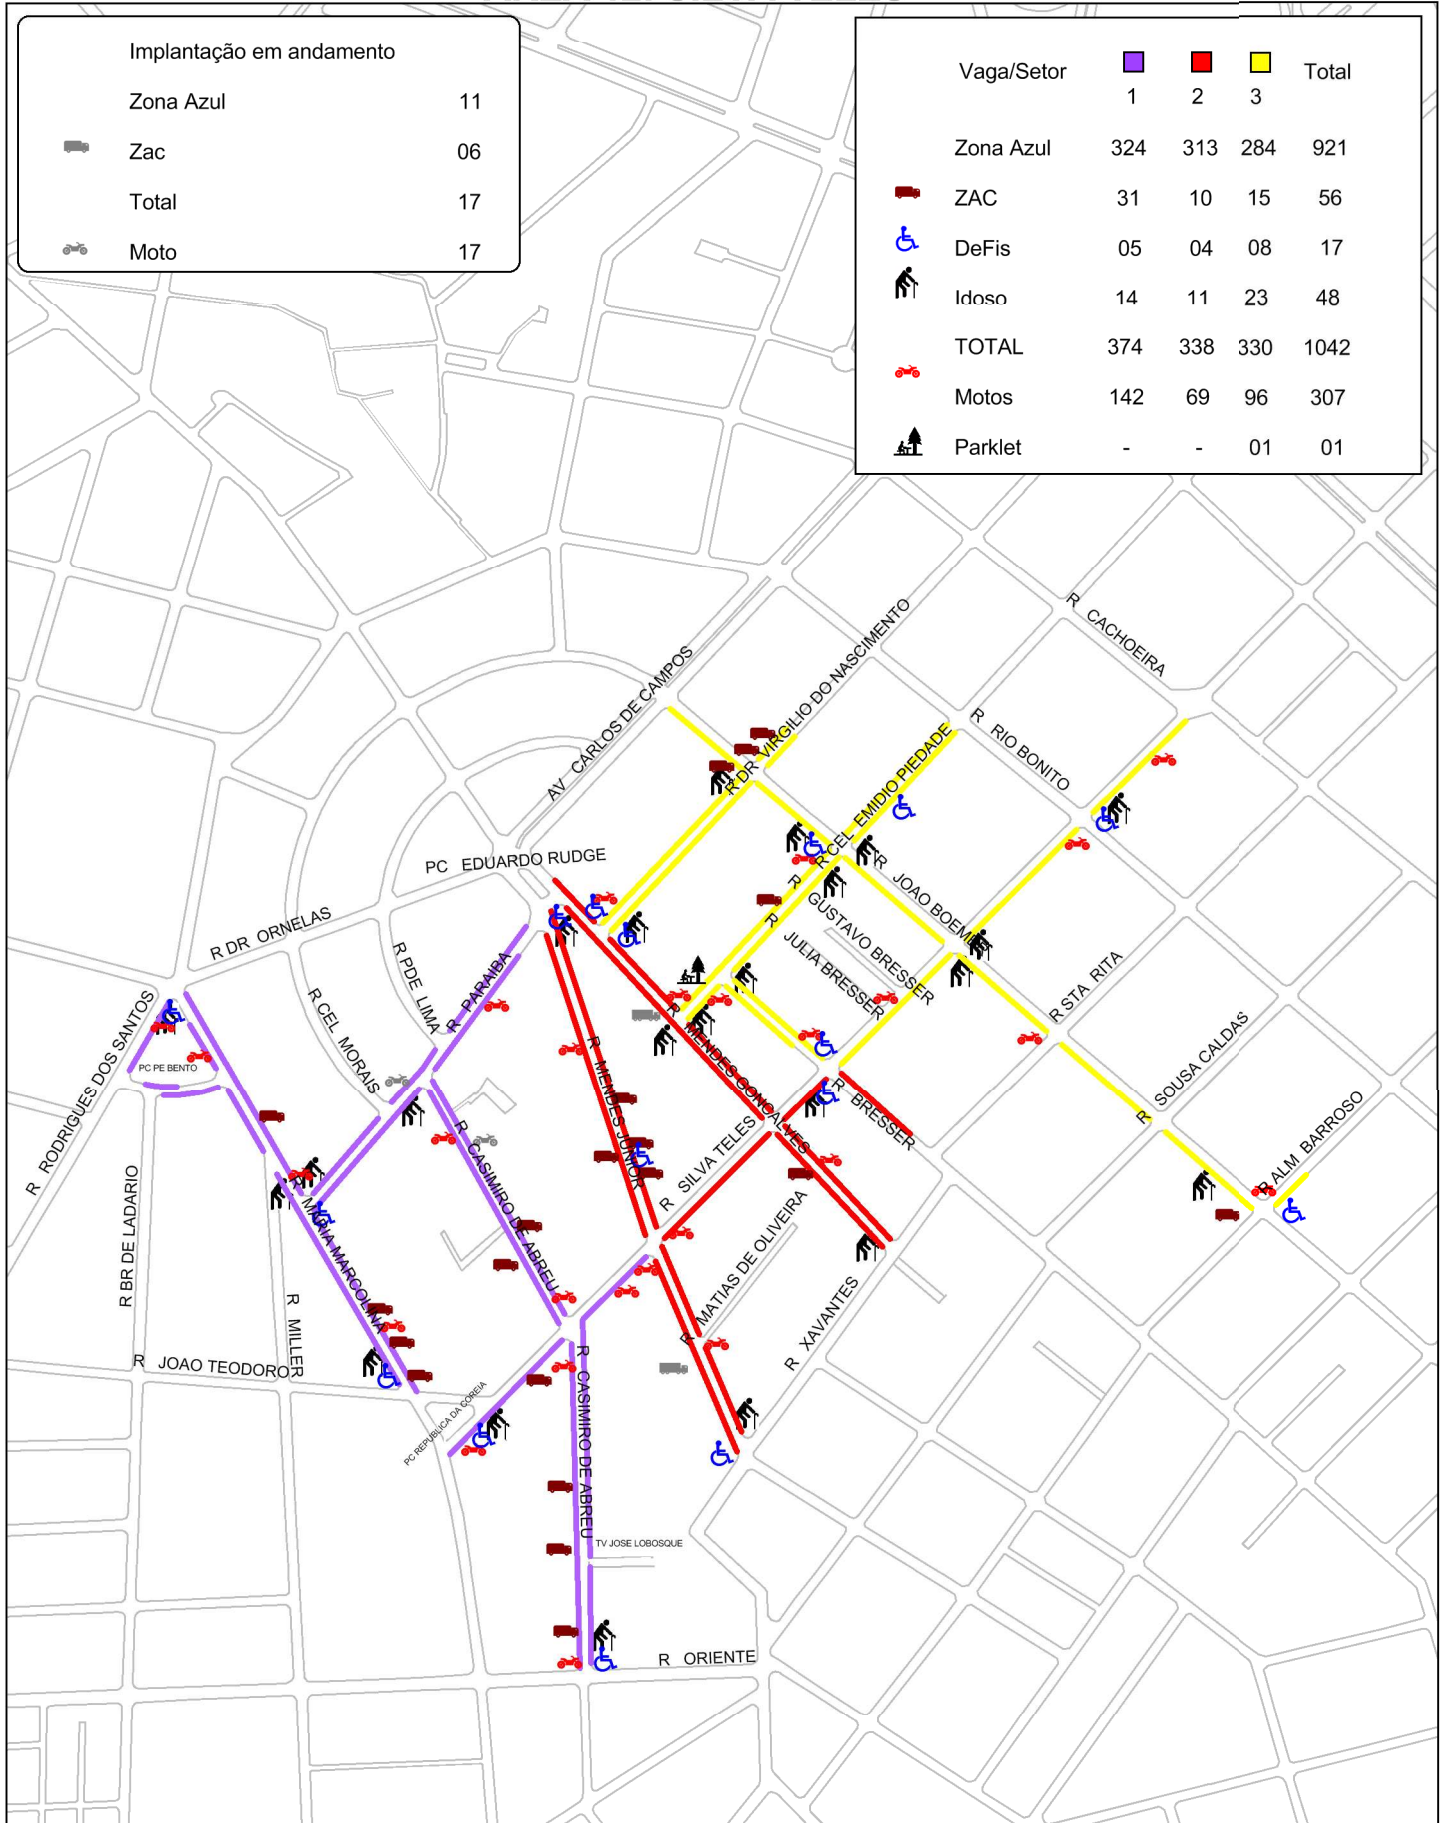 Implantação em andamento
Zona Azul 11
Zac 06
Total 17
Moto 17
Vaga/Setor 1 2 3 Total
Zona Azul 324 313 284 921
ZAC 31 10 15 56
DeFis 05 04 08 17
Idoso 14 11 23 48
TOTAL 374 338 330 1042
Motos 142 69 96 307
Parklet - - 01 01
R CACHOEIRA
R DR VIRGILIO DO NASCIMENTO
AV CARLOS DE CAMPOS
R RIO BONITO
R CEL EMIDIO PIEDADE
PC EDUARDO RUDGE
R JOAO BOEMER
R GUSTAVO BRESSER
R JULIA BRESSER
R DR ORNELAS
R PDE LIMA
R PARAIBA
R STA RITA
R CEL MORAIS
R RODRIGUES DOS SANTOS
PC PE BENTO
R MENDES JUNIOR
R MENDES GONCALVES
R SOUSA CALDAS
R BRESSER
R ALM BARROSO
R SILVA TELES
R CASIMIRO DE ABREU
R BR DE LADARIO
R MARIA MARCOLINA
R MATIAS DE OLIVEIRA
R XAVANTES
R MILLER
R JOAO TEODORO
PC REPUBLICA DA COREIA
R CASIMIRO DE ABREU
TV JOSE LOBOSQUE
R ORIENTE